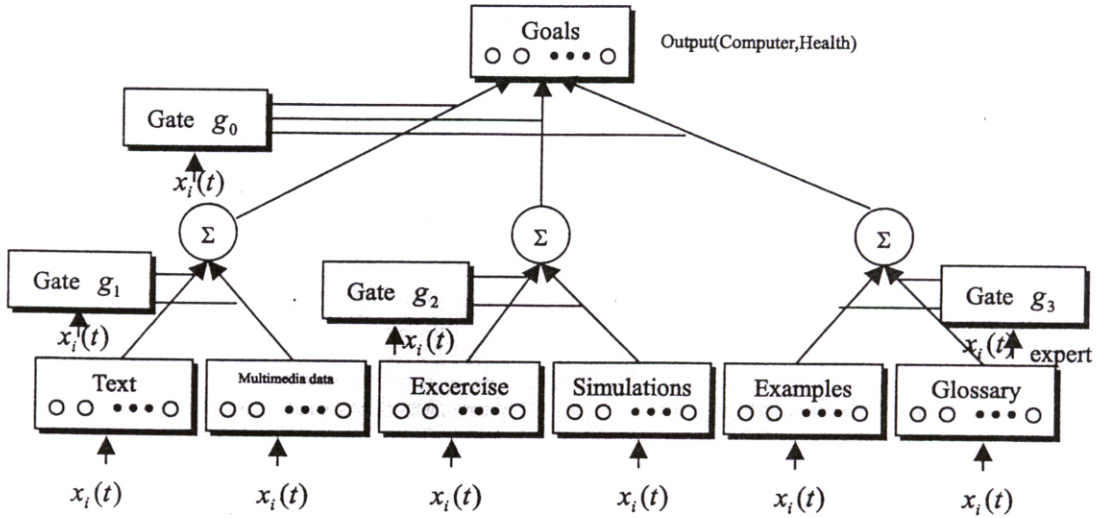 Goals
Output(Computer,Health)
Gate g₀
xᵢ(t)
Σ
Σ
Σ
Gate g₁
xᵢ(t)
Gate g₂
xᵢ(t)
Gate g₃
xᵢ(t)
expert
Text
Multimedia data
Excercise
Simulations
Examples
Glossary
xᵢ(t)
xᵢ(t)
xᵢ(t)
xᵢ(t)
xᵢ(t)
xᵢ(t)